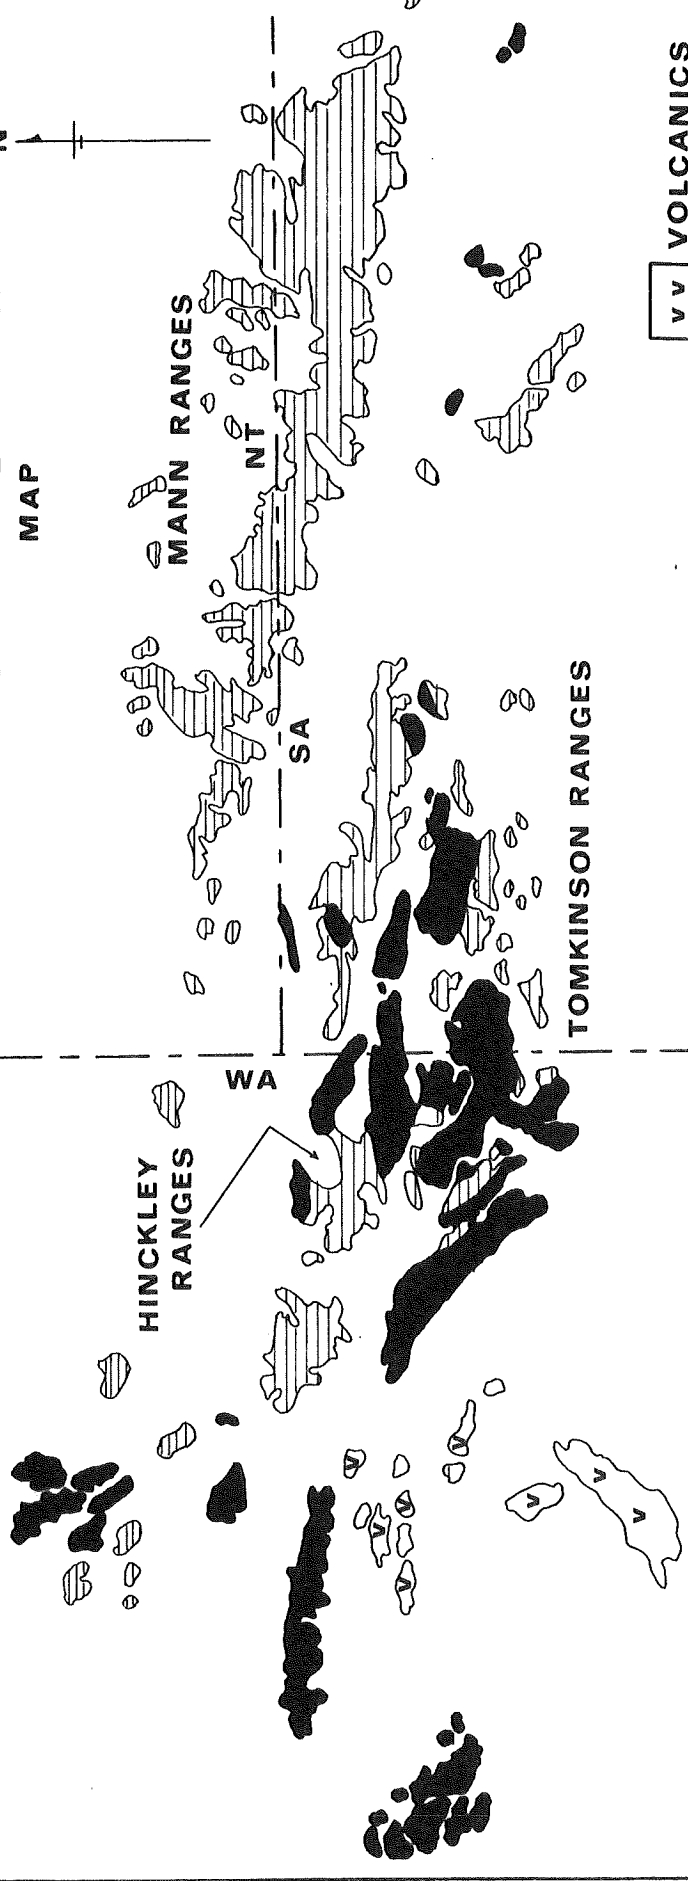 N
MAP
MANN RANGES
NT
SA
WA
HINCKLEY
RANGES
TOMKINSON RANGES
V
V
V
V
V
V
V
V
V V VOLCANICS